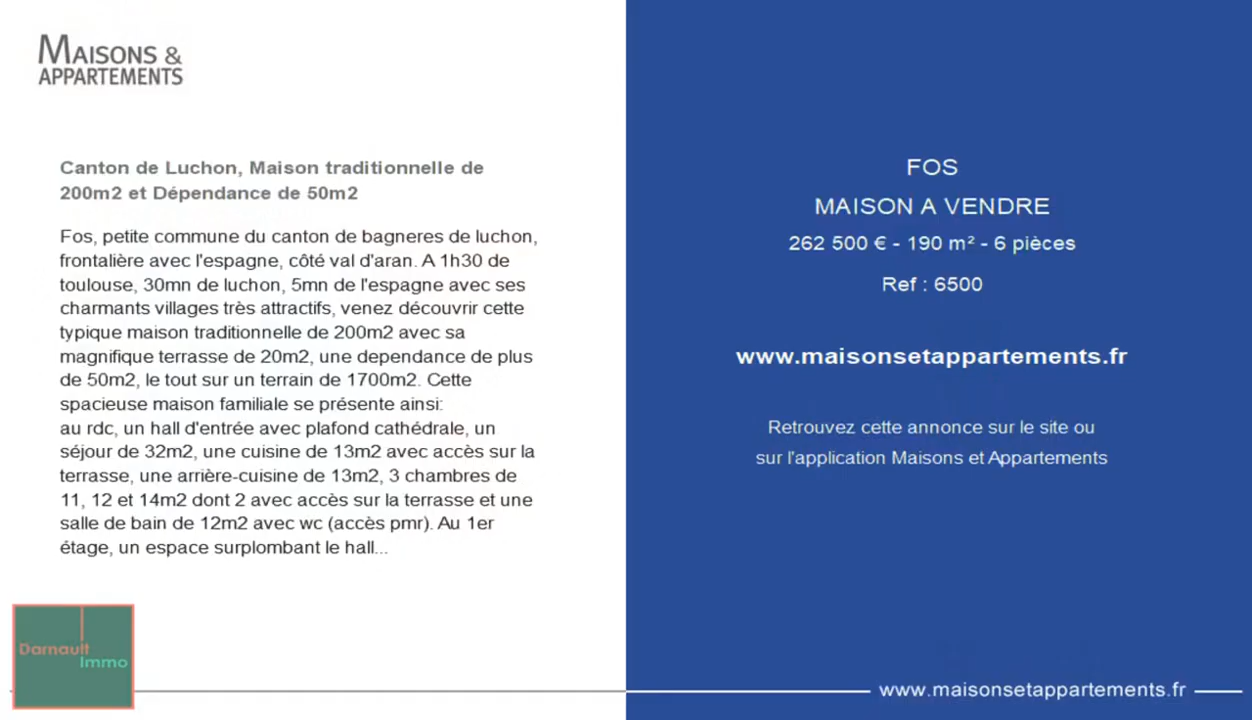 MAISONS &
APPARTEMENTS
Canton de Luchon, Maison traditionnelle de
200m2 et Dépendance de 50m2
Fos, petite commune du canton de bagneres de luchon,
frontalière avec l'espagne, côté val d'aran. A 1h30 de
toulouse, 30mn de luchon, 5mn de l'espagne avec ses
charmants villages très attractifs, venez découvrir cette
typique maison traditionnelle de 200m2 avec sa
magnifique terrasse de 20m2, une dependance de plus
de 50m2, le tout sur un terrain de 1700m2. Cette
spacieuse maison familiale se présente ainsi:
au rdc, un hall d'entrée avec plafond cathédrale, un
séjour de 32m2, une cuisine de 13m2 avec accès sur la
terrasse, une arrière-cuisine de 13m2, 3 chambres de
11, 12 et 14m2 dont 2 avec accès sur la terrasse et une
salle de bain de 12m2 avec wc (accès pmr). Au 1er
étage, un espace surplombant le hall...
Darnault
Immo
FOS
MAISON A VENDRE
262 500 € - 190 m² - 6 pièces
Ref : 6500
www.maisonsetappartements.fr
Retrouvez cette annonce sur le site ou
sur l'application Maisons et Appartements
www.maisonsetappartements.fr